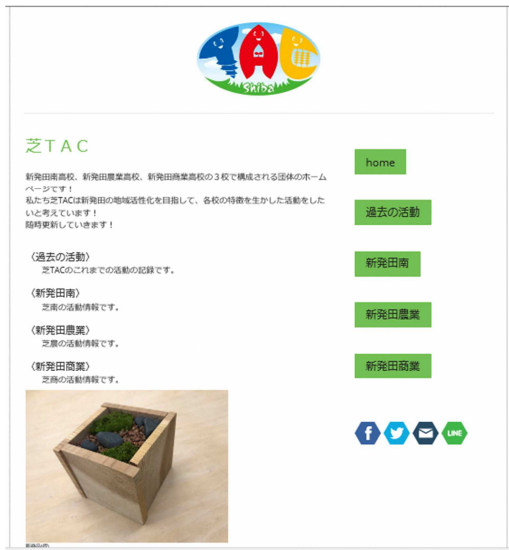 TAC
Shiba
芝TAC
新発田南高校、新発田農業高校、新発田商業高校の3校で構成される団体のホーム
ページです!
私たち芝TACは新発田の地域活性化を目指して、各校の特徴を生かした活動をした
いと考えています!
随時更新していきます!
〈過去の活動〉
芝TACのこれまでの活動の記録です。
〈新発田南〉
芝南の活動情報です。
〈新発田農業〉
芝農の活動情報です。
〈新発田商業〉
芝商の活動情報です。
home
過去の活動
新発田南
新発田農業
新発田商業
LINE